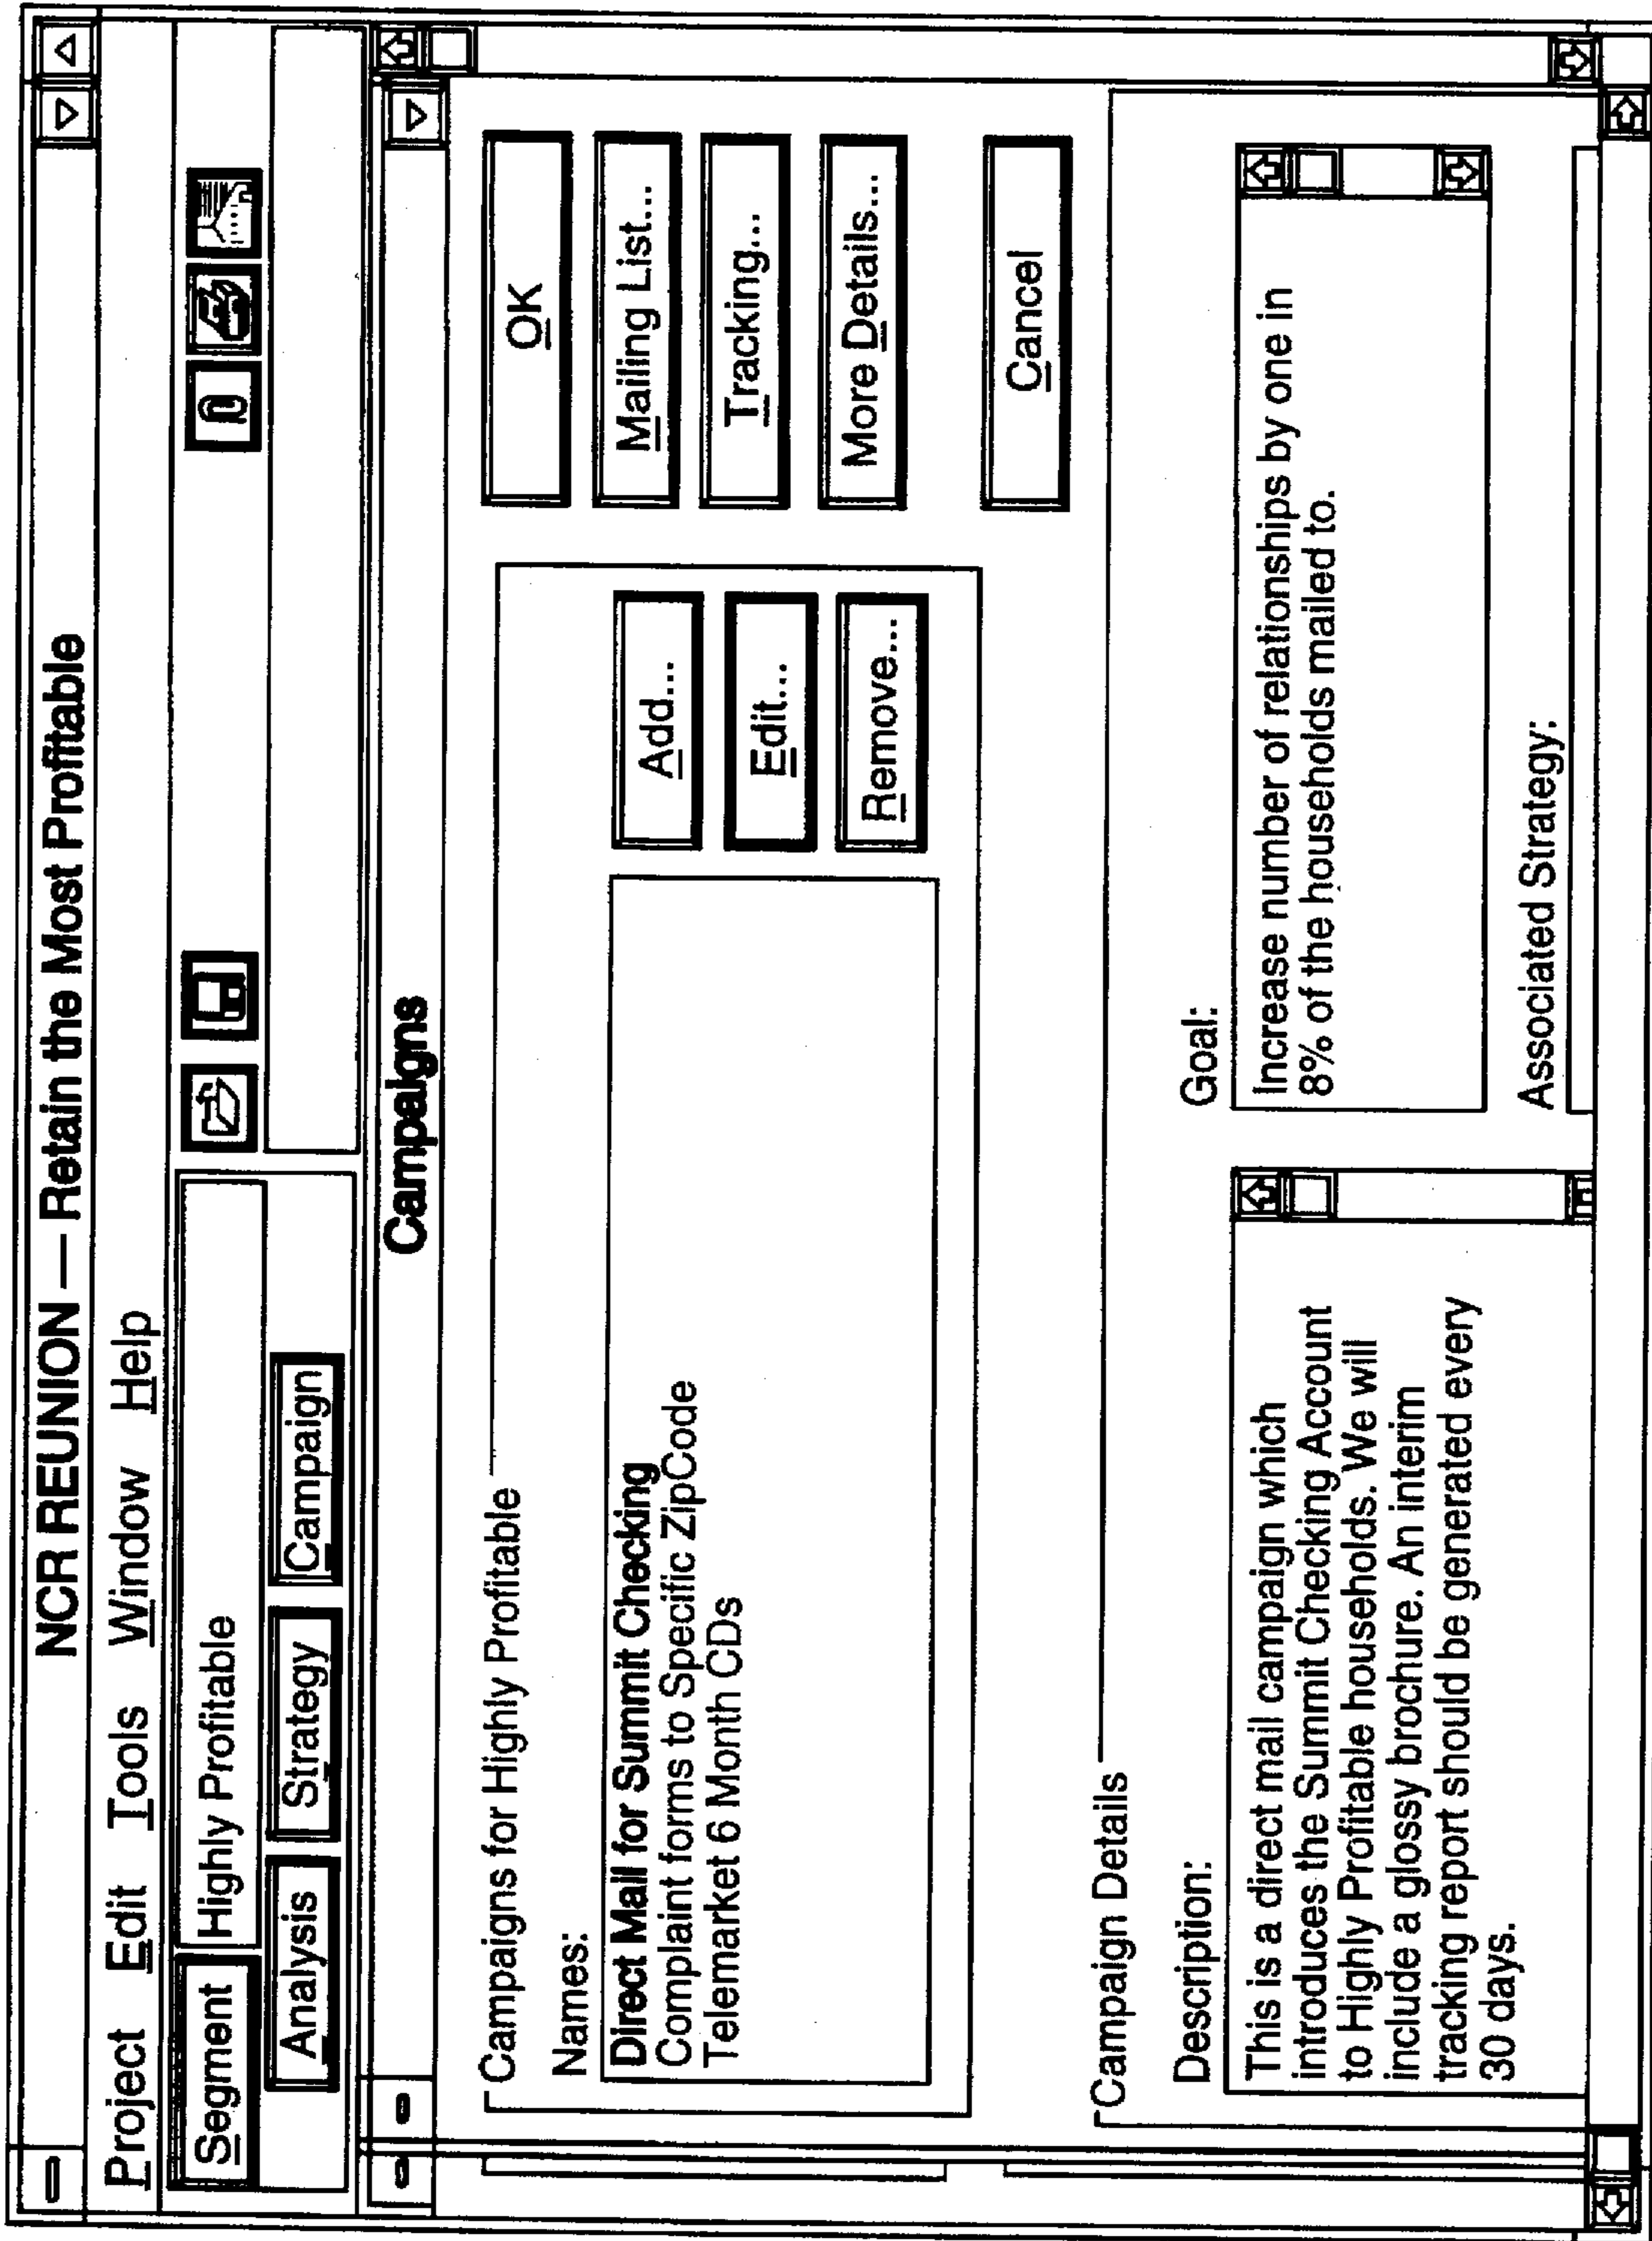 NCR REUNION — Retain the Most Profitable
Project Edit Tools Window Help
Segment Highly Profitable
Analysis Strategy Campaign
Campaigns
Campaigns for Highly Profitable
Names:
Direct Mail for Summit Checking
Complaint forms to Specific ZipCode
Telemarket 6 Month CDs
Add...
Edit...
Remove...
OK
Mailing List...
Tracking...
More Details...
Cancel
Campaign Details
Description:
This is a direct mail campaign which
introduces the Summit Checking Account
to Highly Profitable households. We will
include a glossy brochure. An interim
tracking report should be generated every
30 days.
Goal:
Increase number of relationships by one in
8% of the households mailed to.
Associated Strategy: